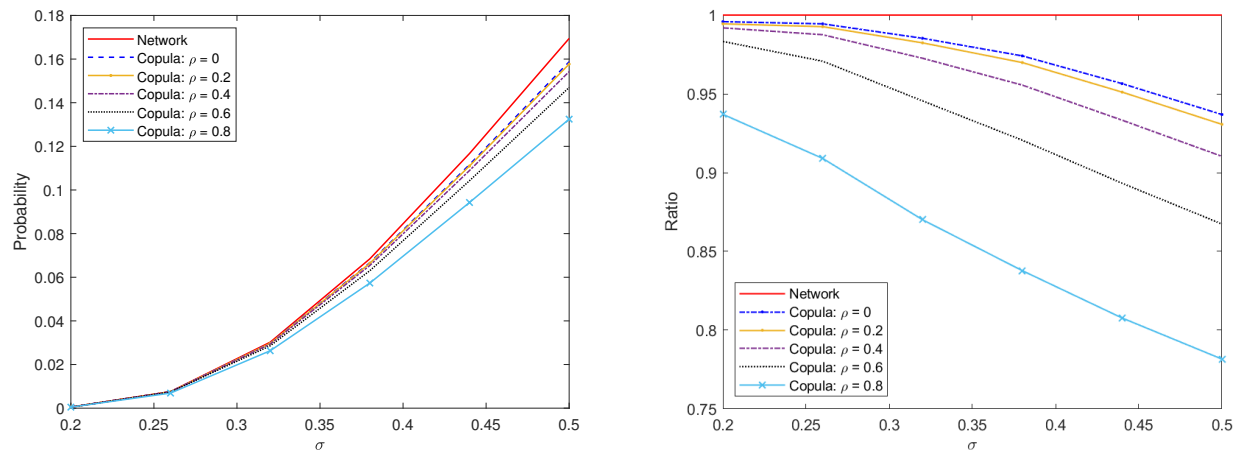 0.18
0.16
0.14
0.12
0.1
0.08
0.06
0.04
0.02
0
Probability
0.2 0.25 0.3 0.35 0.4 0.45 0.5
σ
Network
Copula: ρ = 0
Copula: ρ = 0.2
Copula: ρ = 0.4
Copula: ρ = 0.6
Copula: ρ = 0.8
1
0.95
0.9
0.85
0.8
0.75
Ratio
0.2 0.25 0.3 0.35 0.4 0.45 0.5
σ
Network
Copula: ρ = 0
Copula: ρ = 0.2
Copula: ρ = 0.4
Copula: ρ = 0.6
Copula: ρ = 0.8